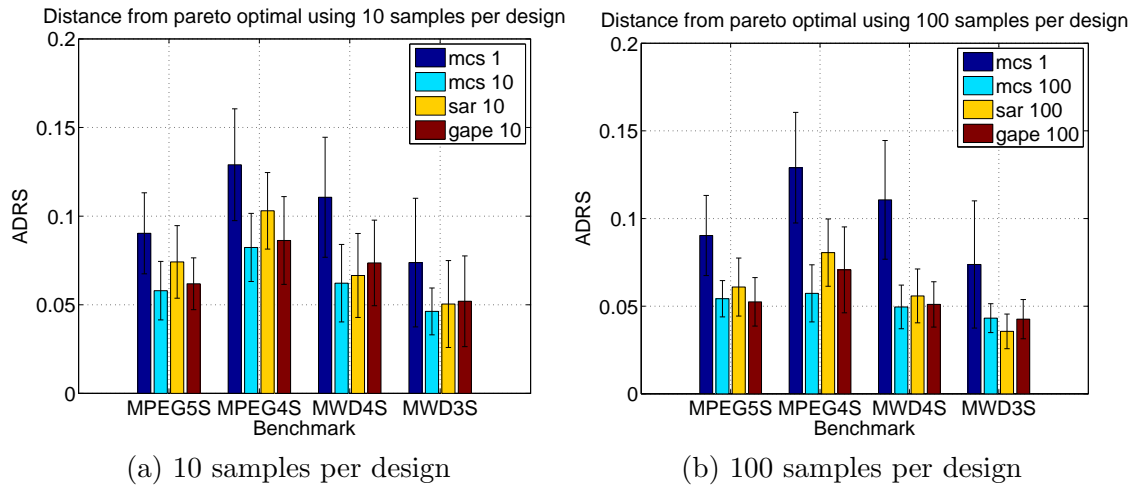 Distance from pareto optimal using 10 samples per design
0.2
0.15
0.1
0.05
0
ADRS
mcs 1
mcs 10
sar 10
gape 10
MPEG5S MPEG4S MWD4S MWD3S
Benchmark
(a) 10 samples per design
Distance from pareto optimal using 100 samples per design
0.2
0.15
0.1
0.05
0
ADRS
mcs 1
mcs 100
sar 100
gape 100
MPEG5S MPEG4S MWD4S MWD3S
Benchmark
(b) 100 samples per design